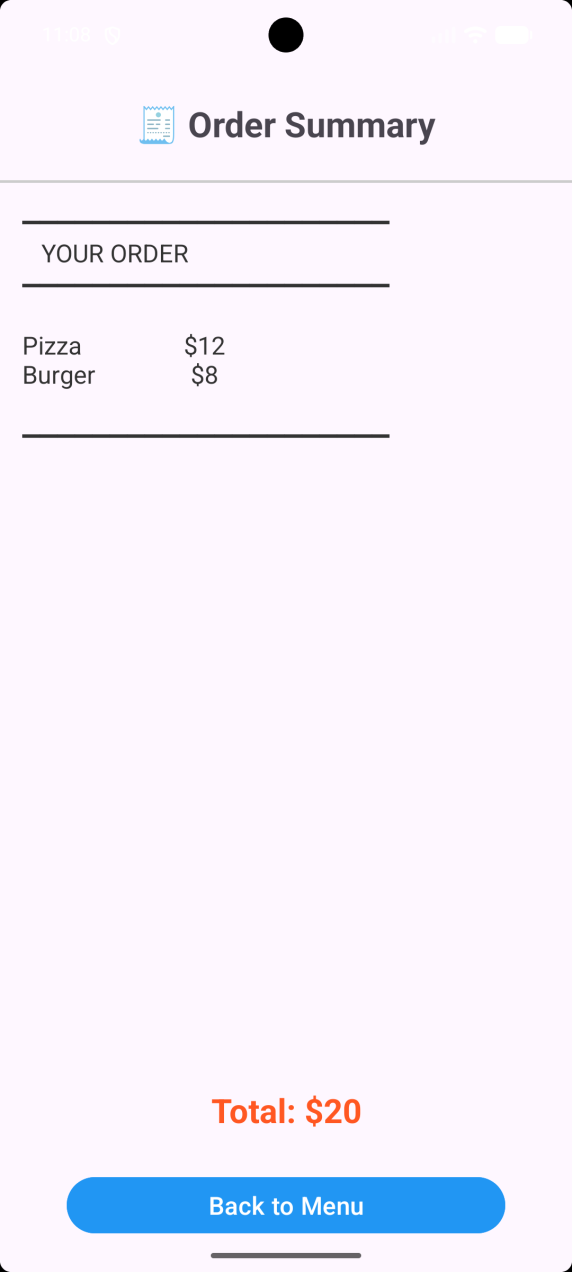 🧾 Order Summary
YOUR ORDER
Pizza $12
Burger $8
Total: $20
Back to Menu